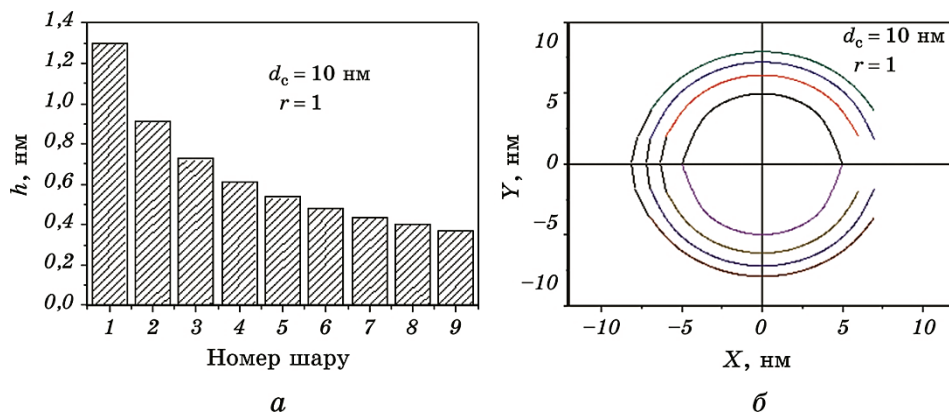 1,4
1,2
1,0
0,8
0,6
0,4
0,2
0,0
h, нм
d_c = 10 нм
r = 1
1 2 3 4 5 6 7 8 9
Номер шару
а
10
5
0
−5
−10
Y, нм
d_c = 10 нм
r = 1
−10 −5 0 5 10
X, нм
б